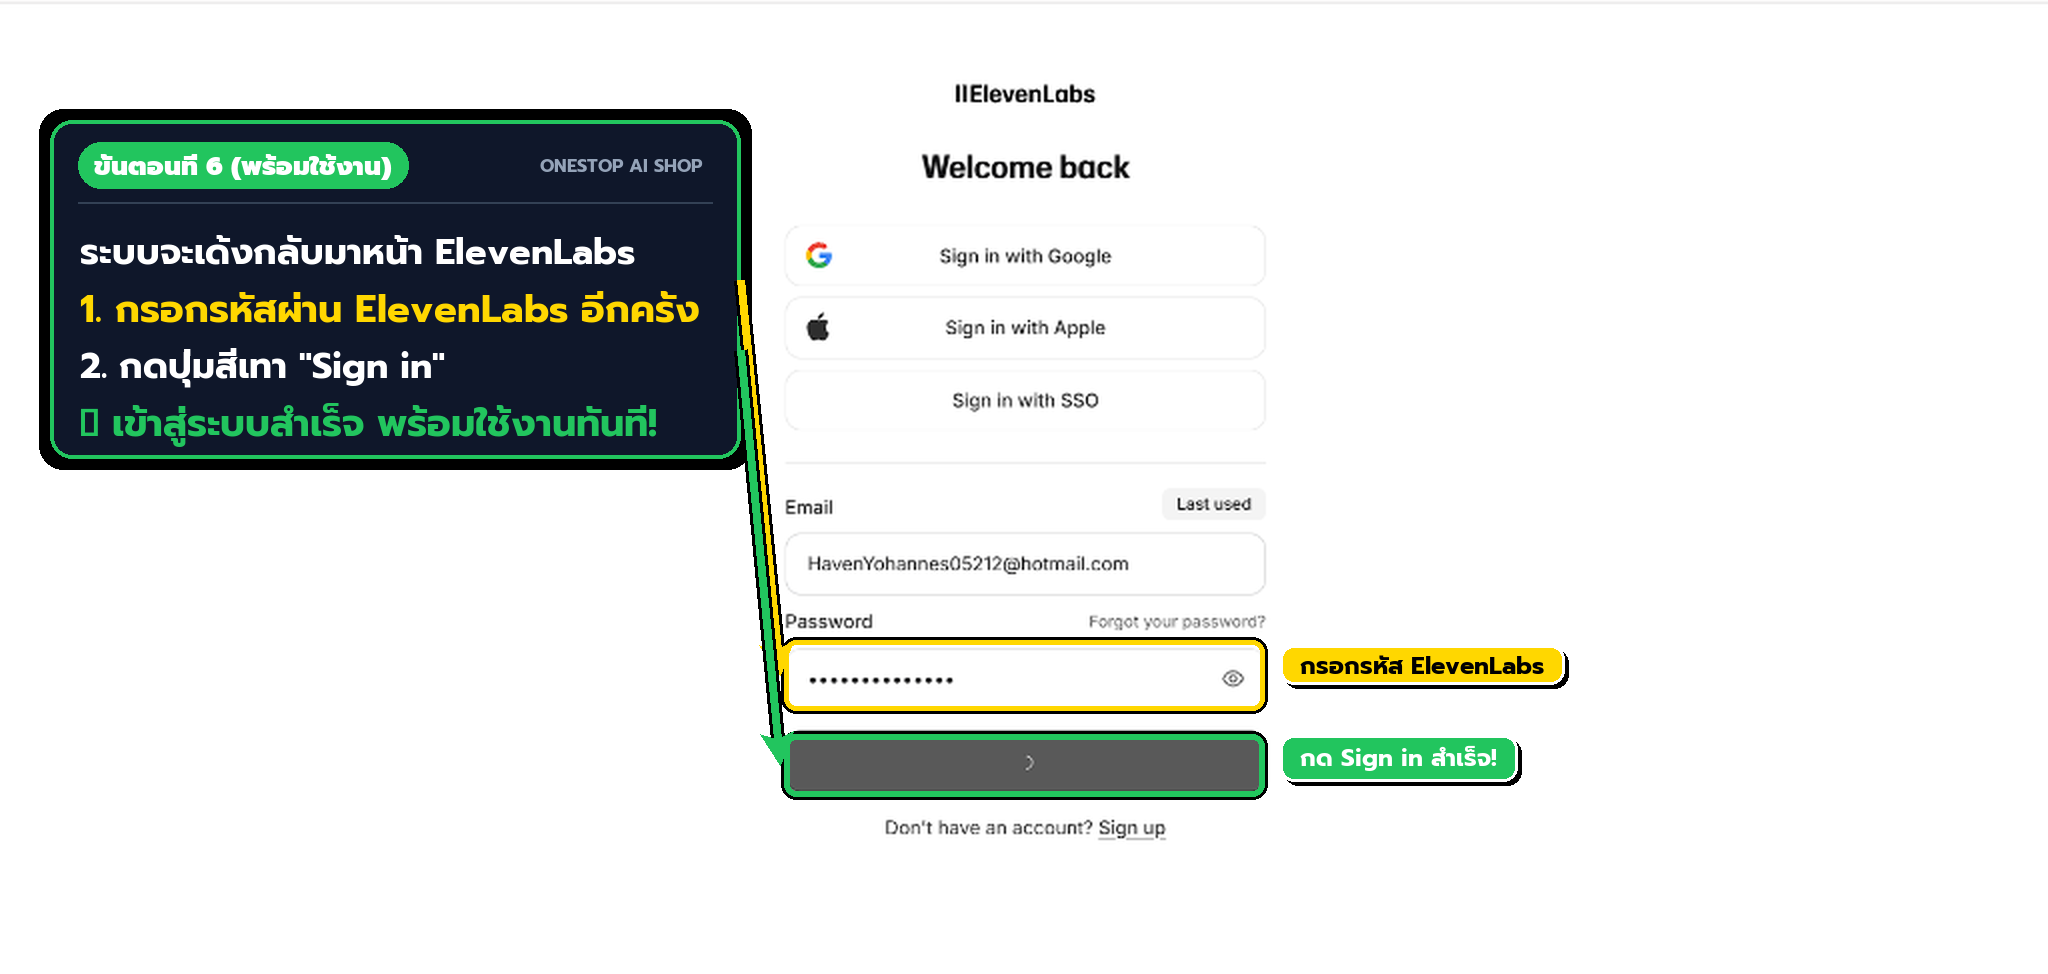 ขั้นตอนที่ 6 (พร้อมใช้งาน)
ONESTOP AI SHOP
ระบบจะเด้งกลับมาหน้า ElevenLabs
1. กรอกรหัสผ่าน ElevenLabs อีกครั้ง
2. กดปุ่มสีเทา "Sign in"
เข้าสู่ระบบสำเร็จ พร้อมใช้งานทันที!
IIElevenLabs
Welcome back
Sign in with Google
Sign in with Apple
Sign in with SSO
Email
Last used
HavenYohannes05212@hotmail.com
Password
Forgot your password?
กรอกรหัส ElevenLabs
กด Sign in สำเร็จ!
Don't have an account? Sign up